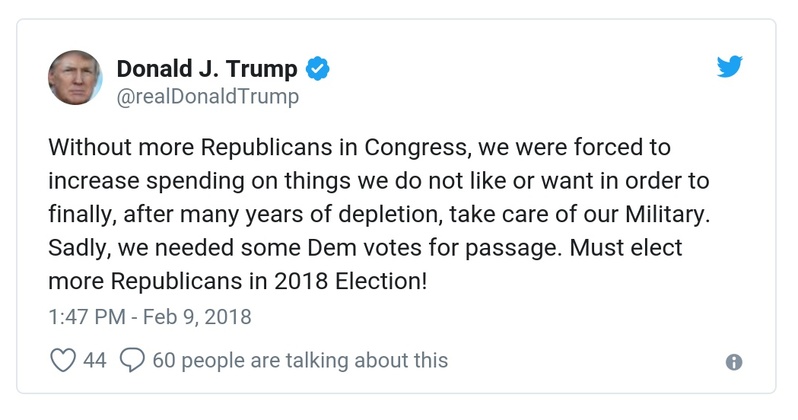 Donald J. Trump
@realDonaldTrump
Without more Republicans in Congress, we were forced to
increase spending on things we do not like or want in order to
finally, after many years of depletion, take care of our Military.
Sadly, we needed some Dem votes for passage. Must elect
more Republicans in 2018 Election!
1:47 PM - Feb 9, 2018
44 60 people are talking about this